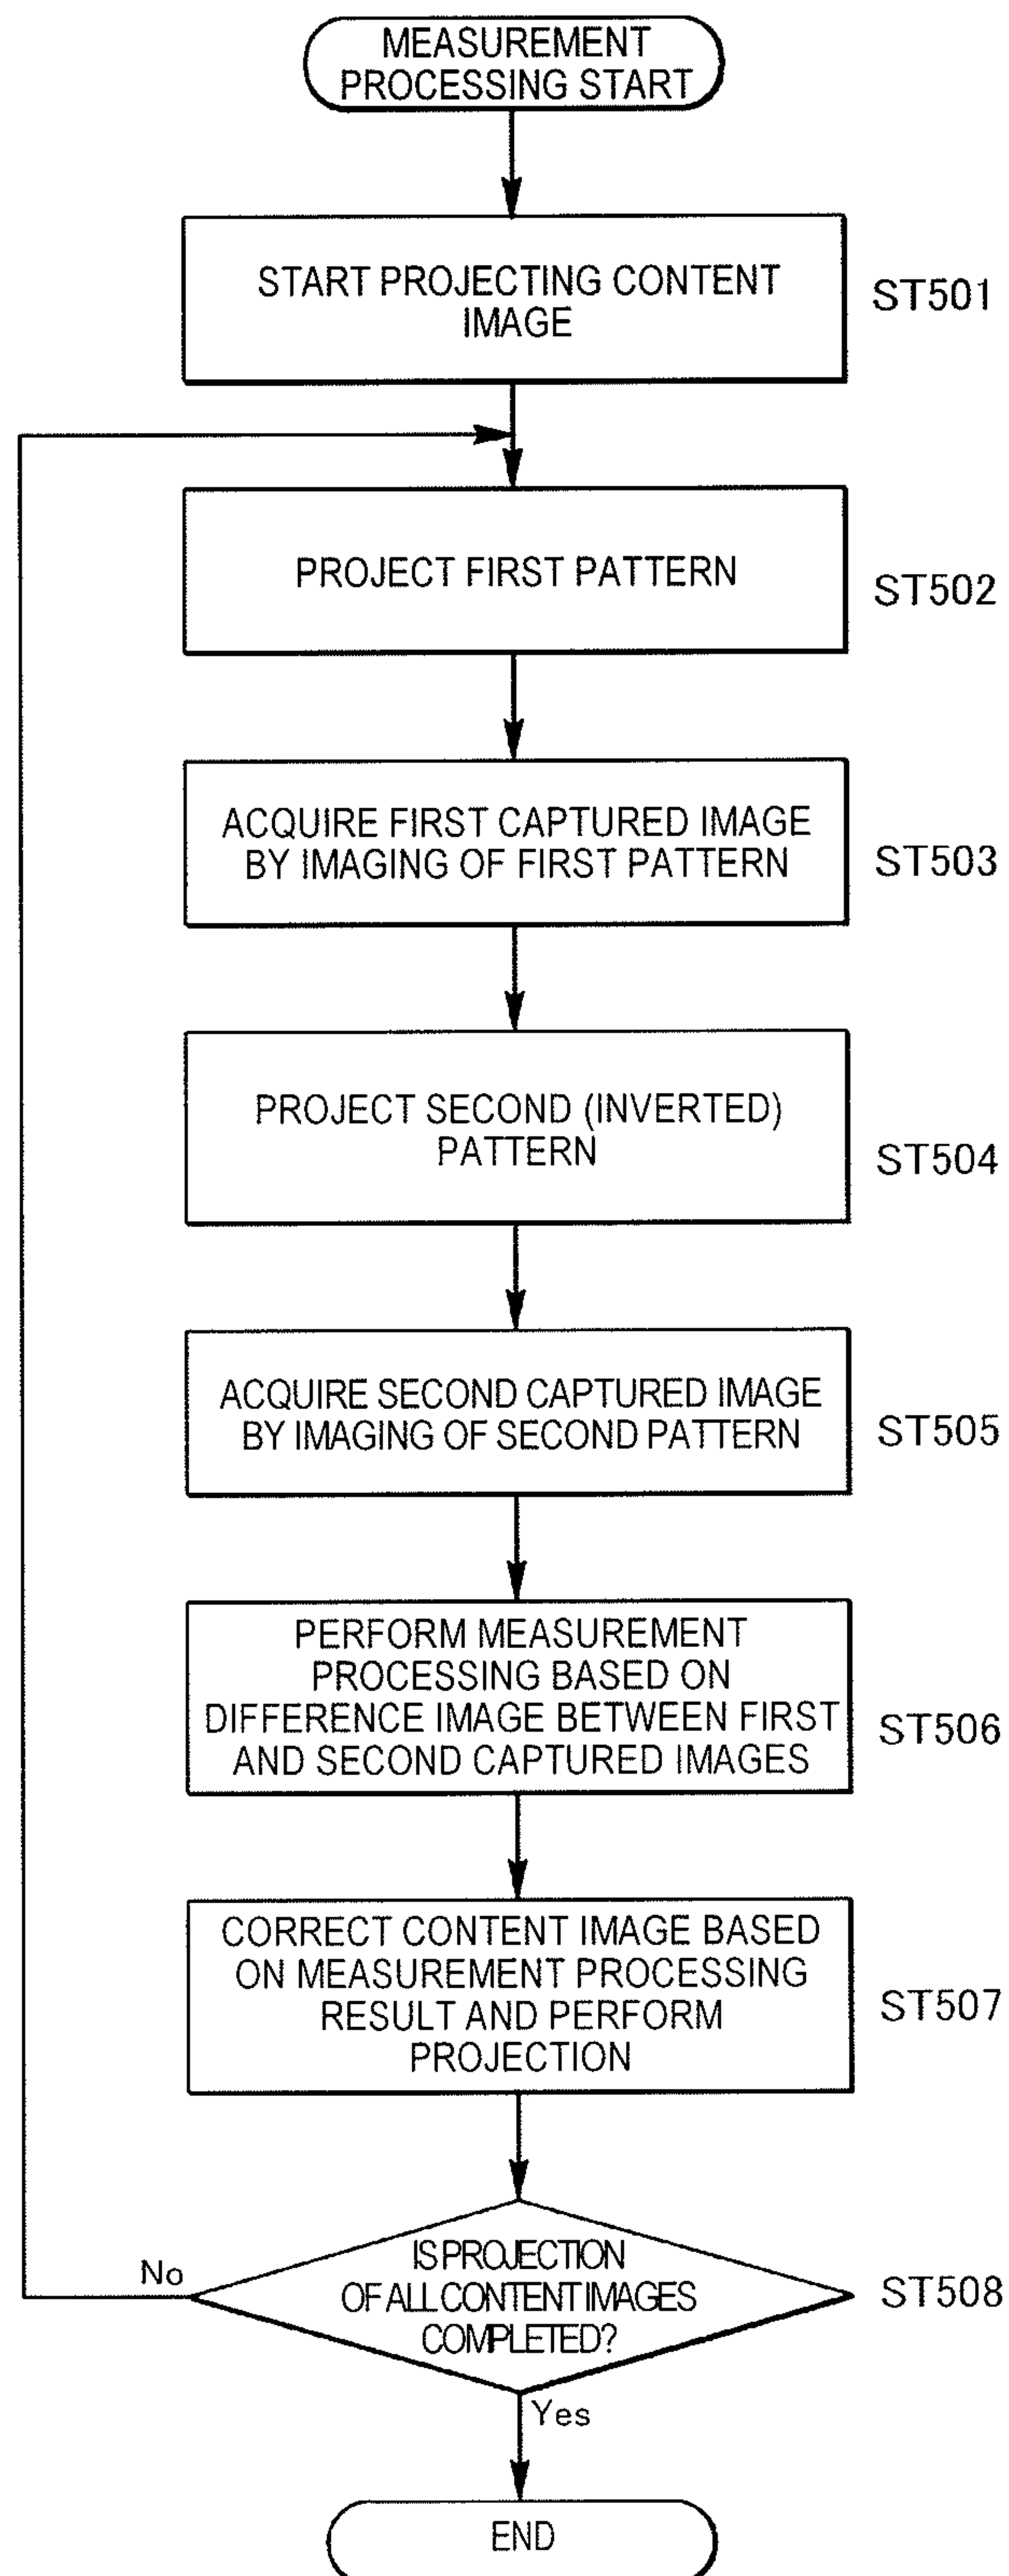 MEASUREMENT
PROCESSING START
START PROJECTING CONTENT
IMAGE
ST501
PROJECT FIRST PATTERN
ST502
ACQUIRE FIRST CAPTURED IMAGE
BY IMAGING OF FIRST PATTERN
ST503
PROJECT SECOND (INVERTED)
PATTERN
ST504
ACQUIRE SECOND CAPTURED IMAGE
BY IMAGING OF SECOND PATTERN
ST505
PERFORM MEASUREMENT
PROCESSING BASED ON
DIFFERENCE IMAGE BETWEEN FIRST
AND SECOND CAPTURED IMAGES
ST506
CORRECT CONTENT IMAGE BASED
ON MEASUREMENT PROCESSING
RESULT AND PERFORM
PROJECTION
ST507
No
IS PROJECTION
OF ALL CONTENT IMAGES
COMPLETED?
ST508
Yes
END